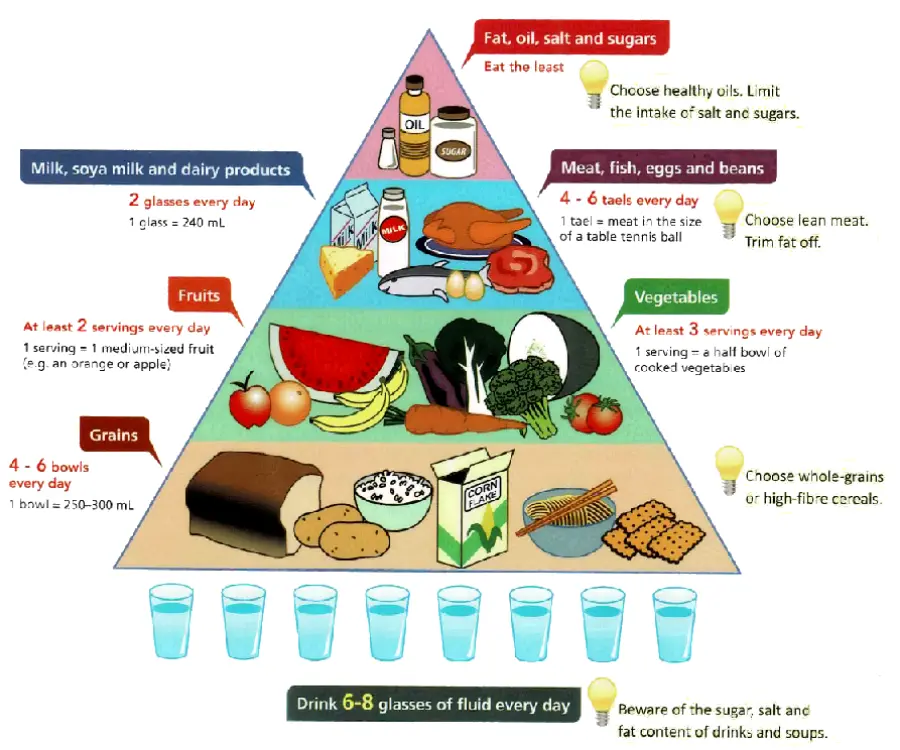 Fat, oil, salt and sugars
Eat the least
Choose healthy oils. Limit
the intake of salt and sugars.
OIL
SUGAR
Milk, soya milk and dairy products
2 glasses every day
1 glass = 240 mL
Meat, fish, eggs and beans
4 - 6 taels every day
1 tael = meat in the size
of a table tennis ball
Choose lean meat.
Trim fat off.
MILK
MILK
MILK
Fruits
At least 2 servings every day
1 serving = 1 medium-sized fruit
(e.g. an orange or apple)
Vegetables
At least 3 servings every day
1 serving = a half bowl of
cooked vegetables
Grains
4 - 6 bowls
every day
1 bowl = 250-300 mL
CORN
FLAKE
Choose whole-grains
or high-fibre cereals.
Drink 6-8 glasses of fluid every day
Beware of the sugar, salt and
fat content of drinks and soups.